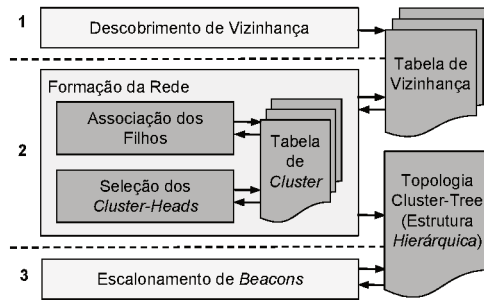 1
Descobrimento de Vizinhança
Tabela de
Vizinhança
2
Formação da Rede
Associação dos
Filhos
Seleção dos
Cluster-Heads
Tabela
de
Cluster
Topologia
Cluster-Tree
(Estrutura
Hierárquica)
3
Escalonamento de Beacons